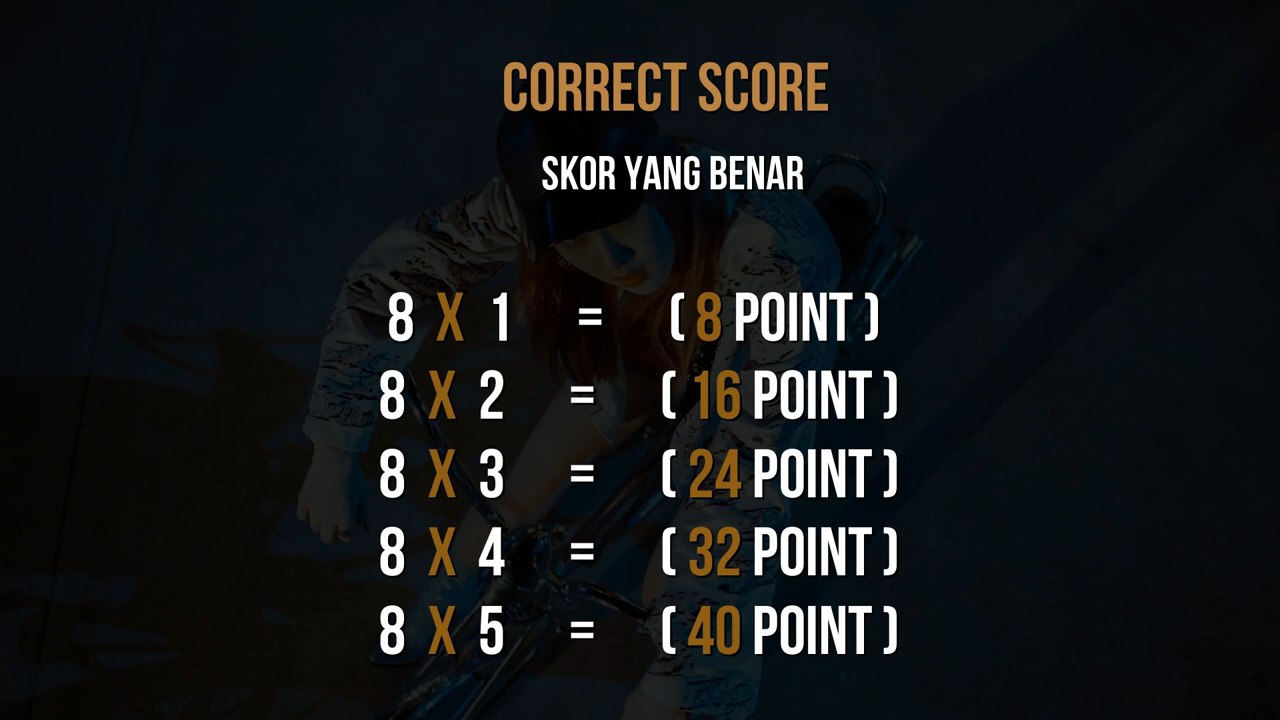 CORRECT SCORE
SKOR YANG BENAR
8 X 1 = ( 8 POINT )
8 X 2 = ( 16 POINT )
8 X 3 = ( 24 POINT )
8 X 4 = ( 32 POINT )
8 X 5 = ( 40 POINT )